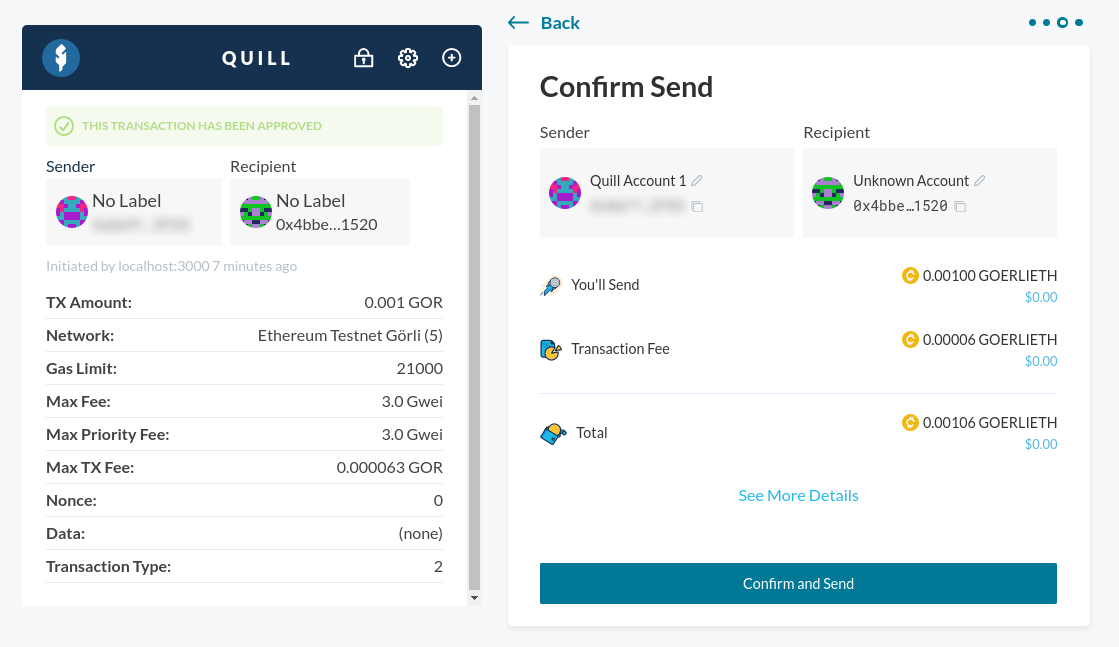 QUILL
THIS TRANSACTION HAS BEEN APPROVED
Sender
Recipient
No Label
No Label
0x4bbe...1520
Initiated by localhost:3000 7 minutes ago
TX Amount: 0.001 GOR
Network: Ethereum Testnet Görli (5)
Gas Limit: 21000
Max Fee: 3.0 Gwei
Max Priority Fee: 3.0 Gwei
Max TX Fee: 0.000063 GOR
Nonce: 0
Data: (none)
Transaction Type: 2
Back
Confirm Send
Sender
Recipient
Quill Account 1
Unknown Account
0x4bbe…1520
You'll Send
0.00100 GOERLIETH
$0.00
Transaction Fee
0.00006 GOERLIETH
$0.00
Total
0.00106 GOERLIETH
$0.00
See More Details
Confirm and Send